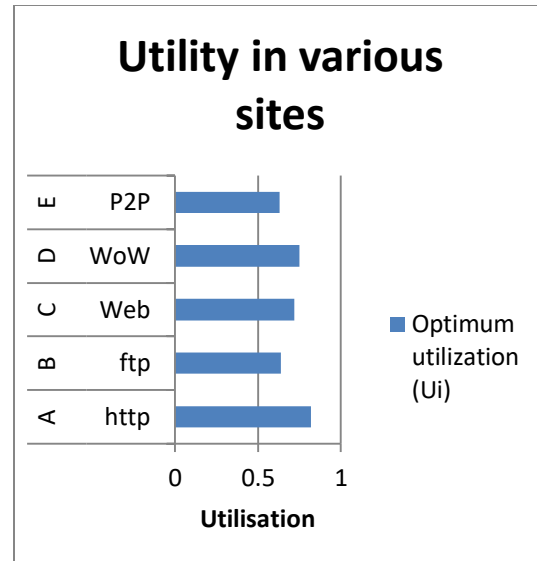 Utility in various
sites
E P2P
D WoW
C Web
B ftp
A http
0 0.5 1
Utilisation
Optimum
utilization
(Ui)